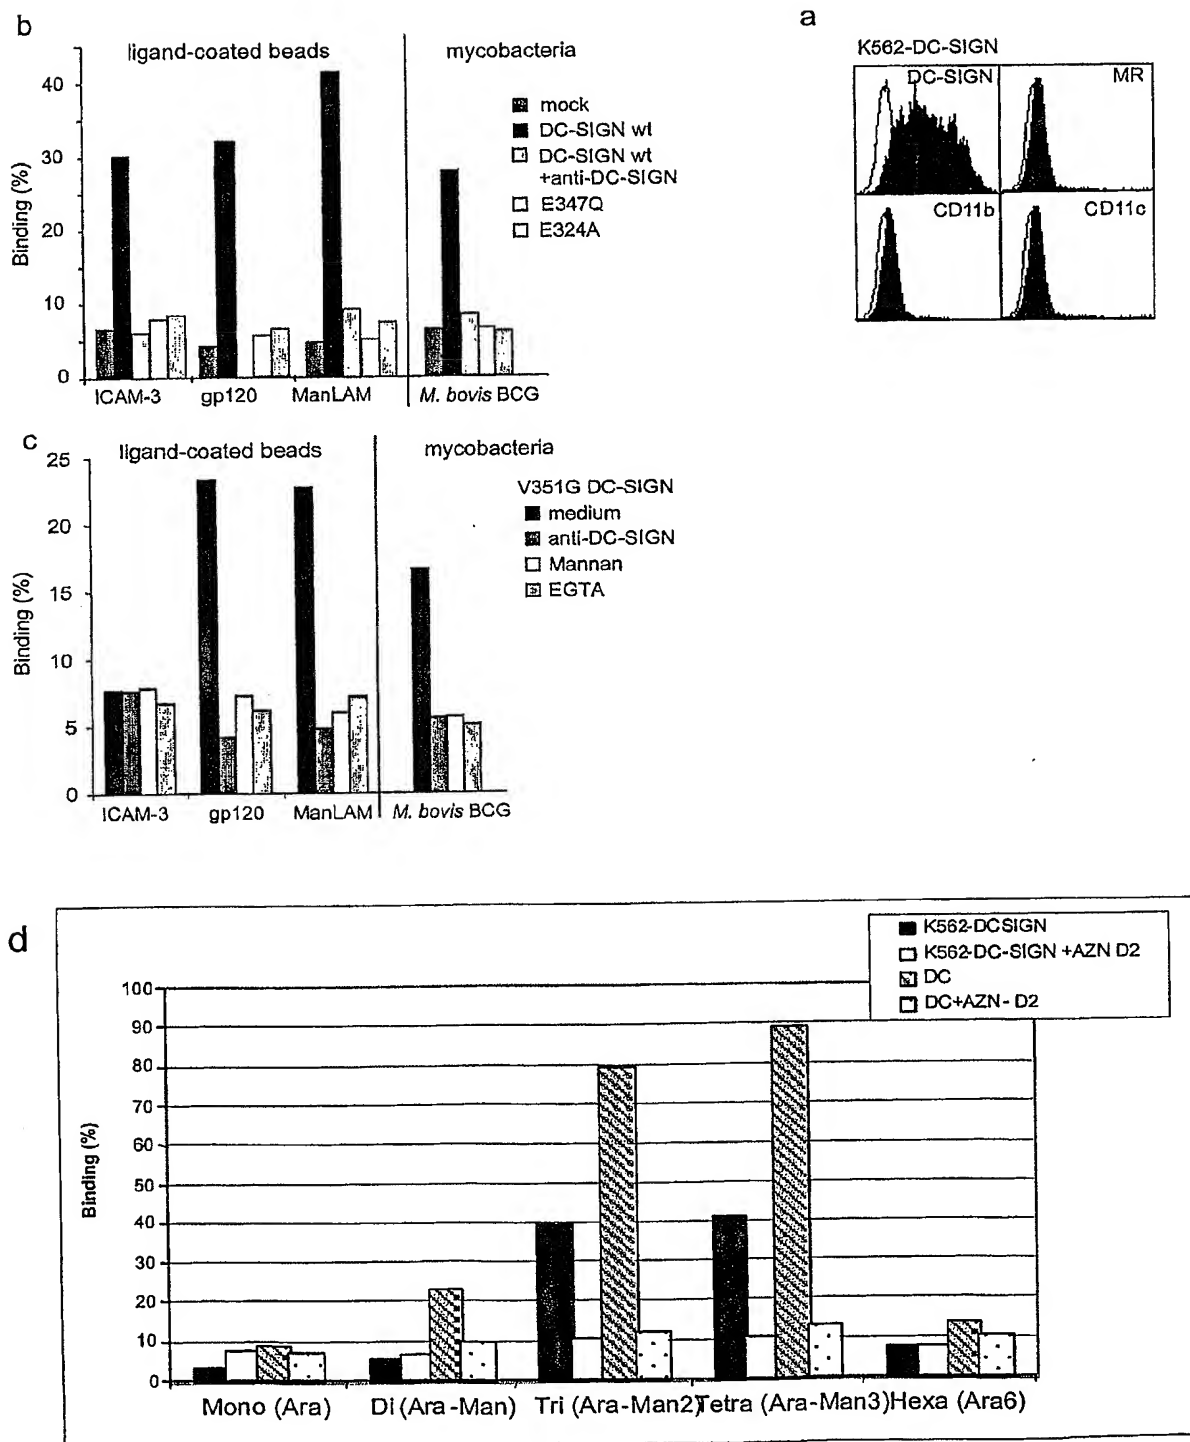 b
ligand-coated beads
mycobacteria
40
30
20
10
0
Binding (%)
mock
DC-SIGN wt
DC-SIGN wt
+anti-DC-SIGN
E347Q
E324A
ICAM-3
gp120
ManLAM
M. bovis BCG
a
K562-DC-SIGN
DC-SIGN
MR
CD11b
CD11c
c
ligand-coated beads
mycobacteria
25
20
15
10
5
0
Binding (%)
V351G DC-SIGN
medium
anti-DC-SIGN
Mannan
EGTA
ICAM-3
gp120
ManLAM
M. bovis BCG
d
K562-DCSIGN
K562-DC-SIGN +AZN D2
DC
DC+AZN- D2
100
90
80
70
60
50
40
30
20
10
0
Binding (%)
Mono (Ara)
Di (Ara-Man)
Tri (Ara-Man2)
Tetra (Ara-Man3)
Hexa (Ara6)